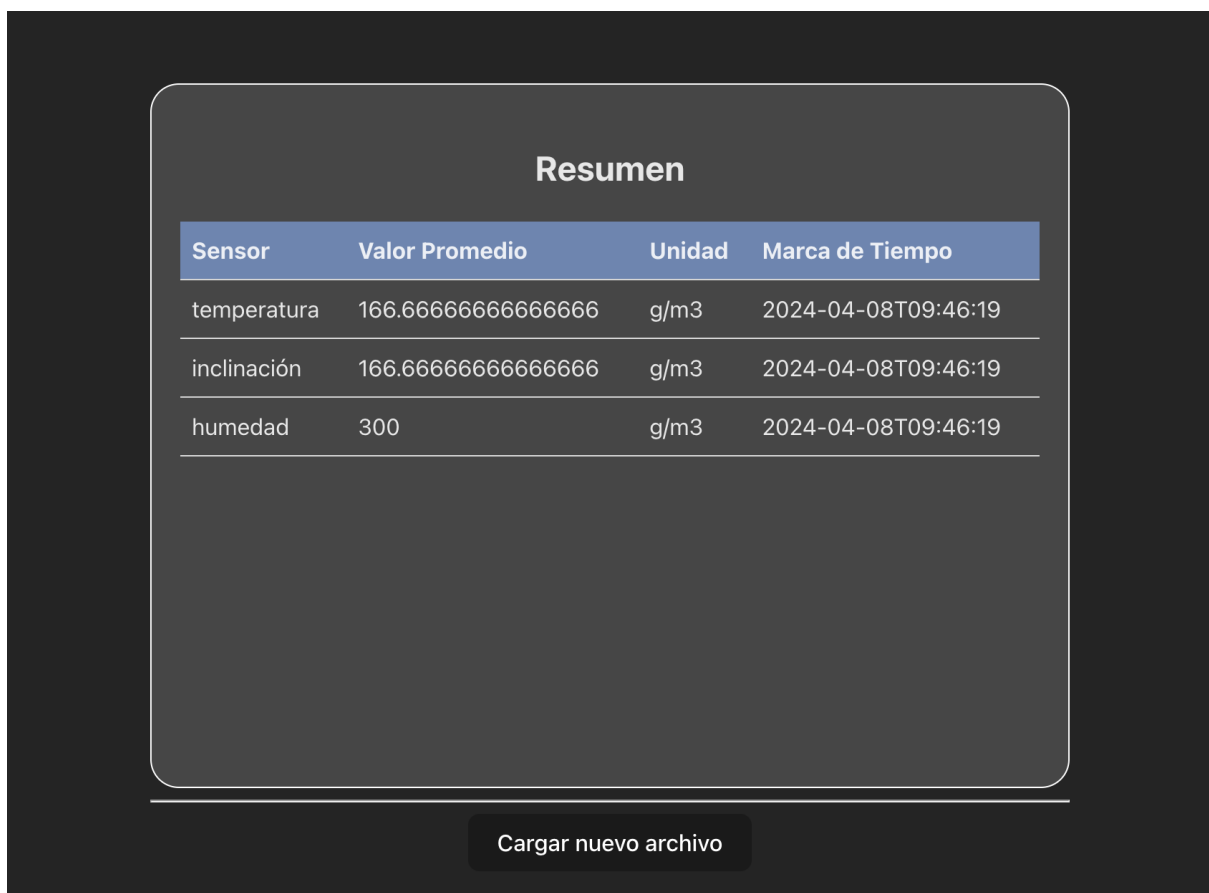 Resumen
Sensor Valor Promedio Unidad Marca de Tiempo
temperatura 166.66666666666666 g/m3 2024-04-08T09:46:19
inclinación 166.66666666666666 g/m3 2024-04-08T09:46:19
humedad 300 g/m3 2024-04-08T09:46:19
Cargar nuevo archivo